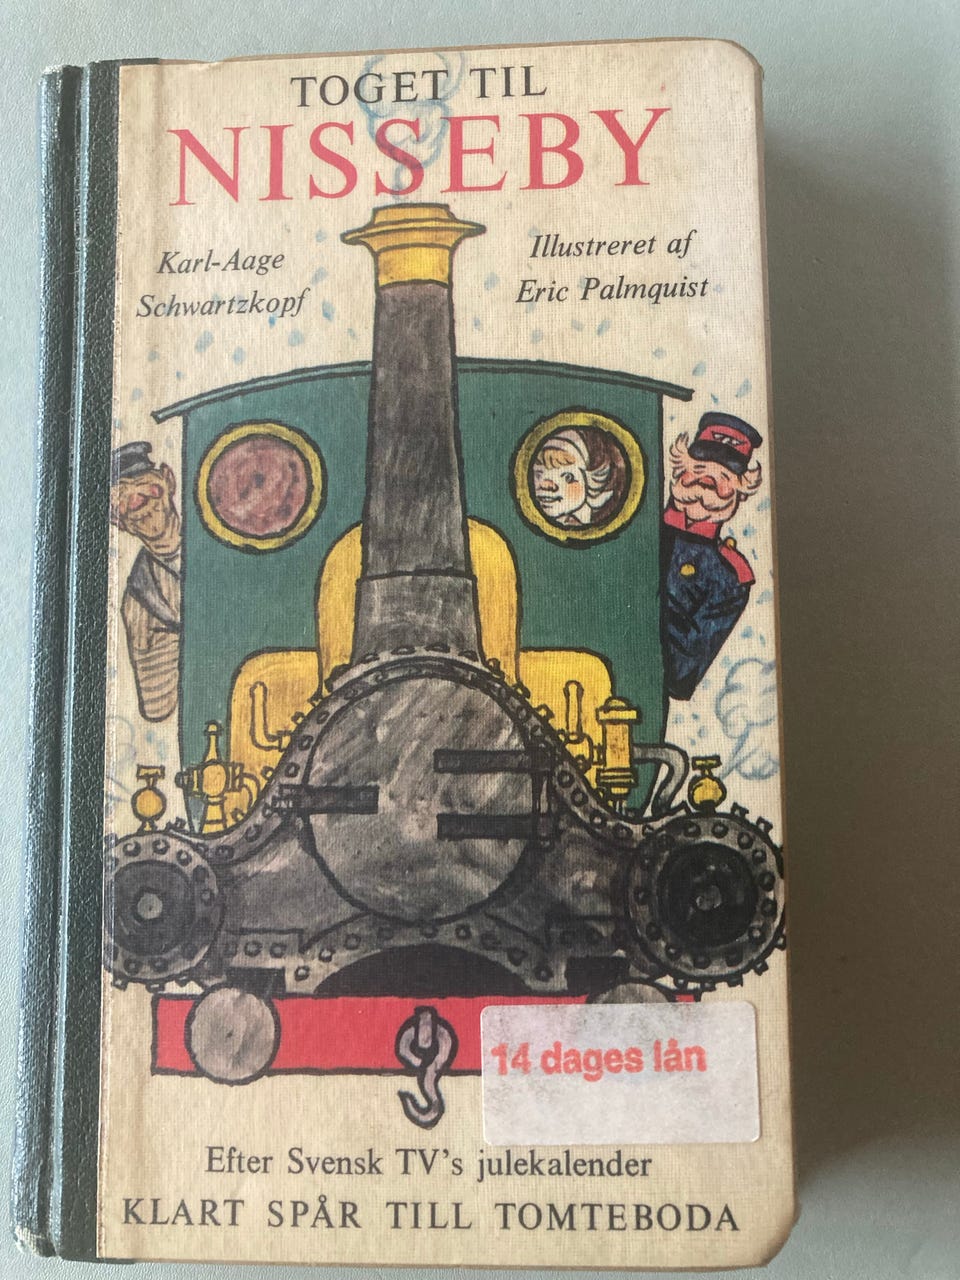 TOGET TIL
NISSEBY
Karl-Aage
Schwartzkopf
Illustreret af
Eric Palmquist
14 dages lån
Efter Svensk TV's julekalender
KLART SPÅR TILL TOMTEBODA